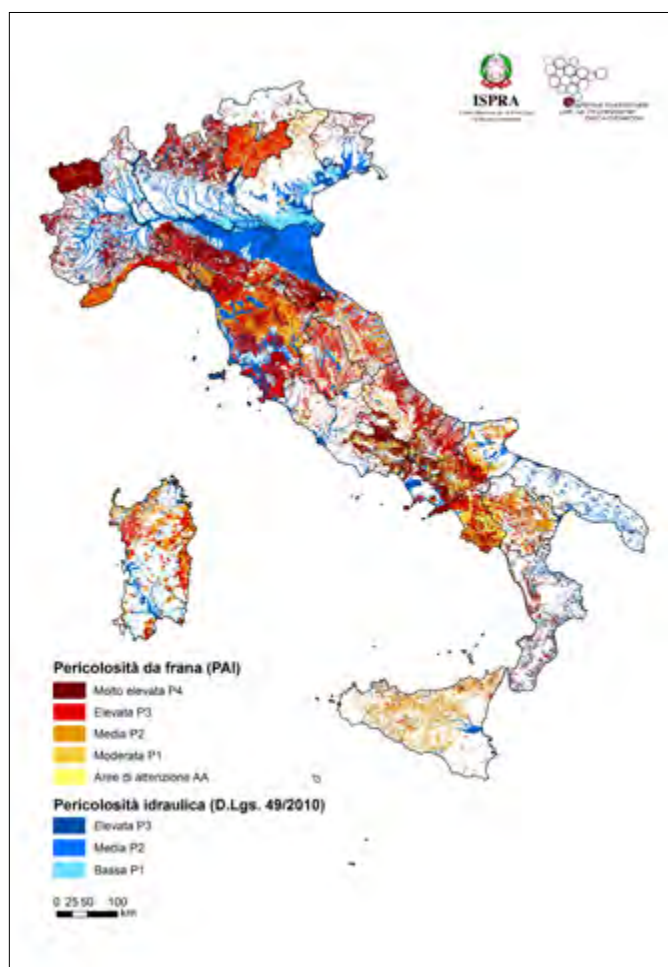 ISPRA
Pericolosità da frana (PAI)
Molto elevata P4
Elevata P3
Media P2
Moderata P1
Aree di attenzione AA
Pericolosità idraulica (D.Lgs. 49/2010)
Elevata P3
Media P2
Bassa P1
0 25 50 100
km